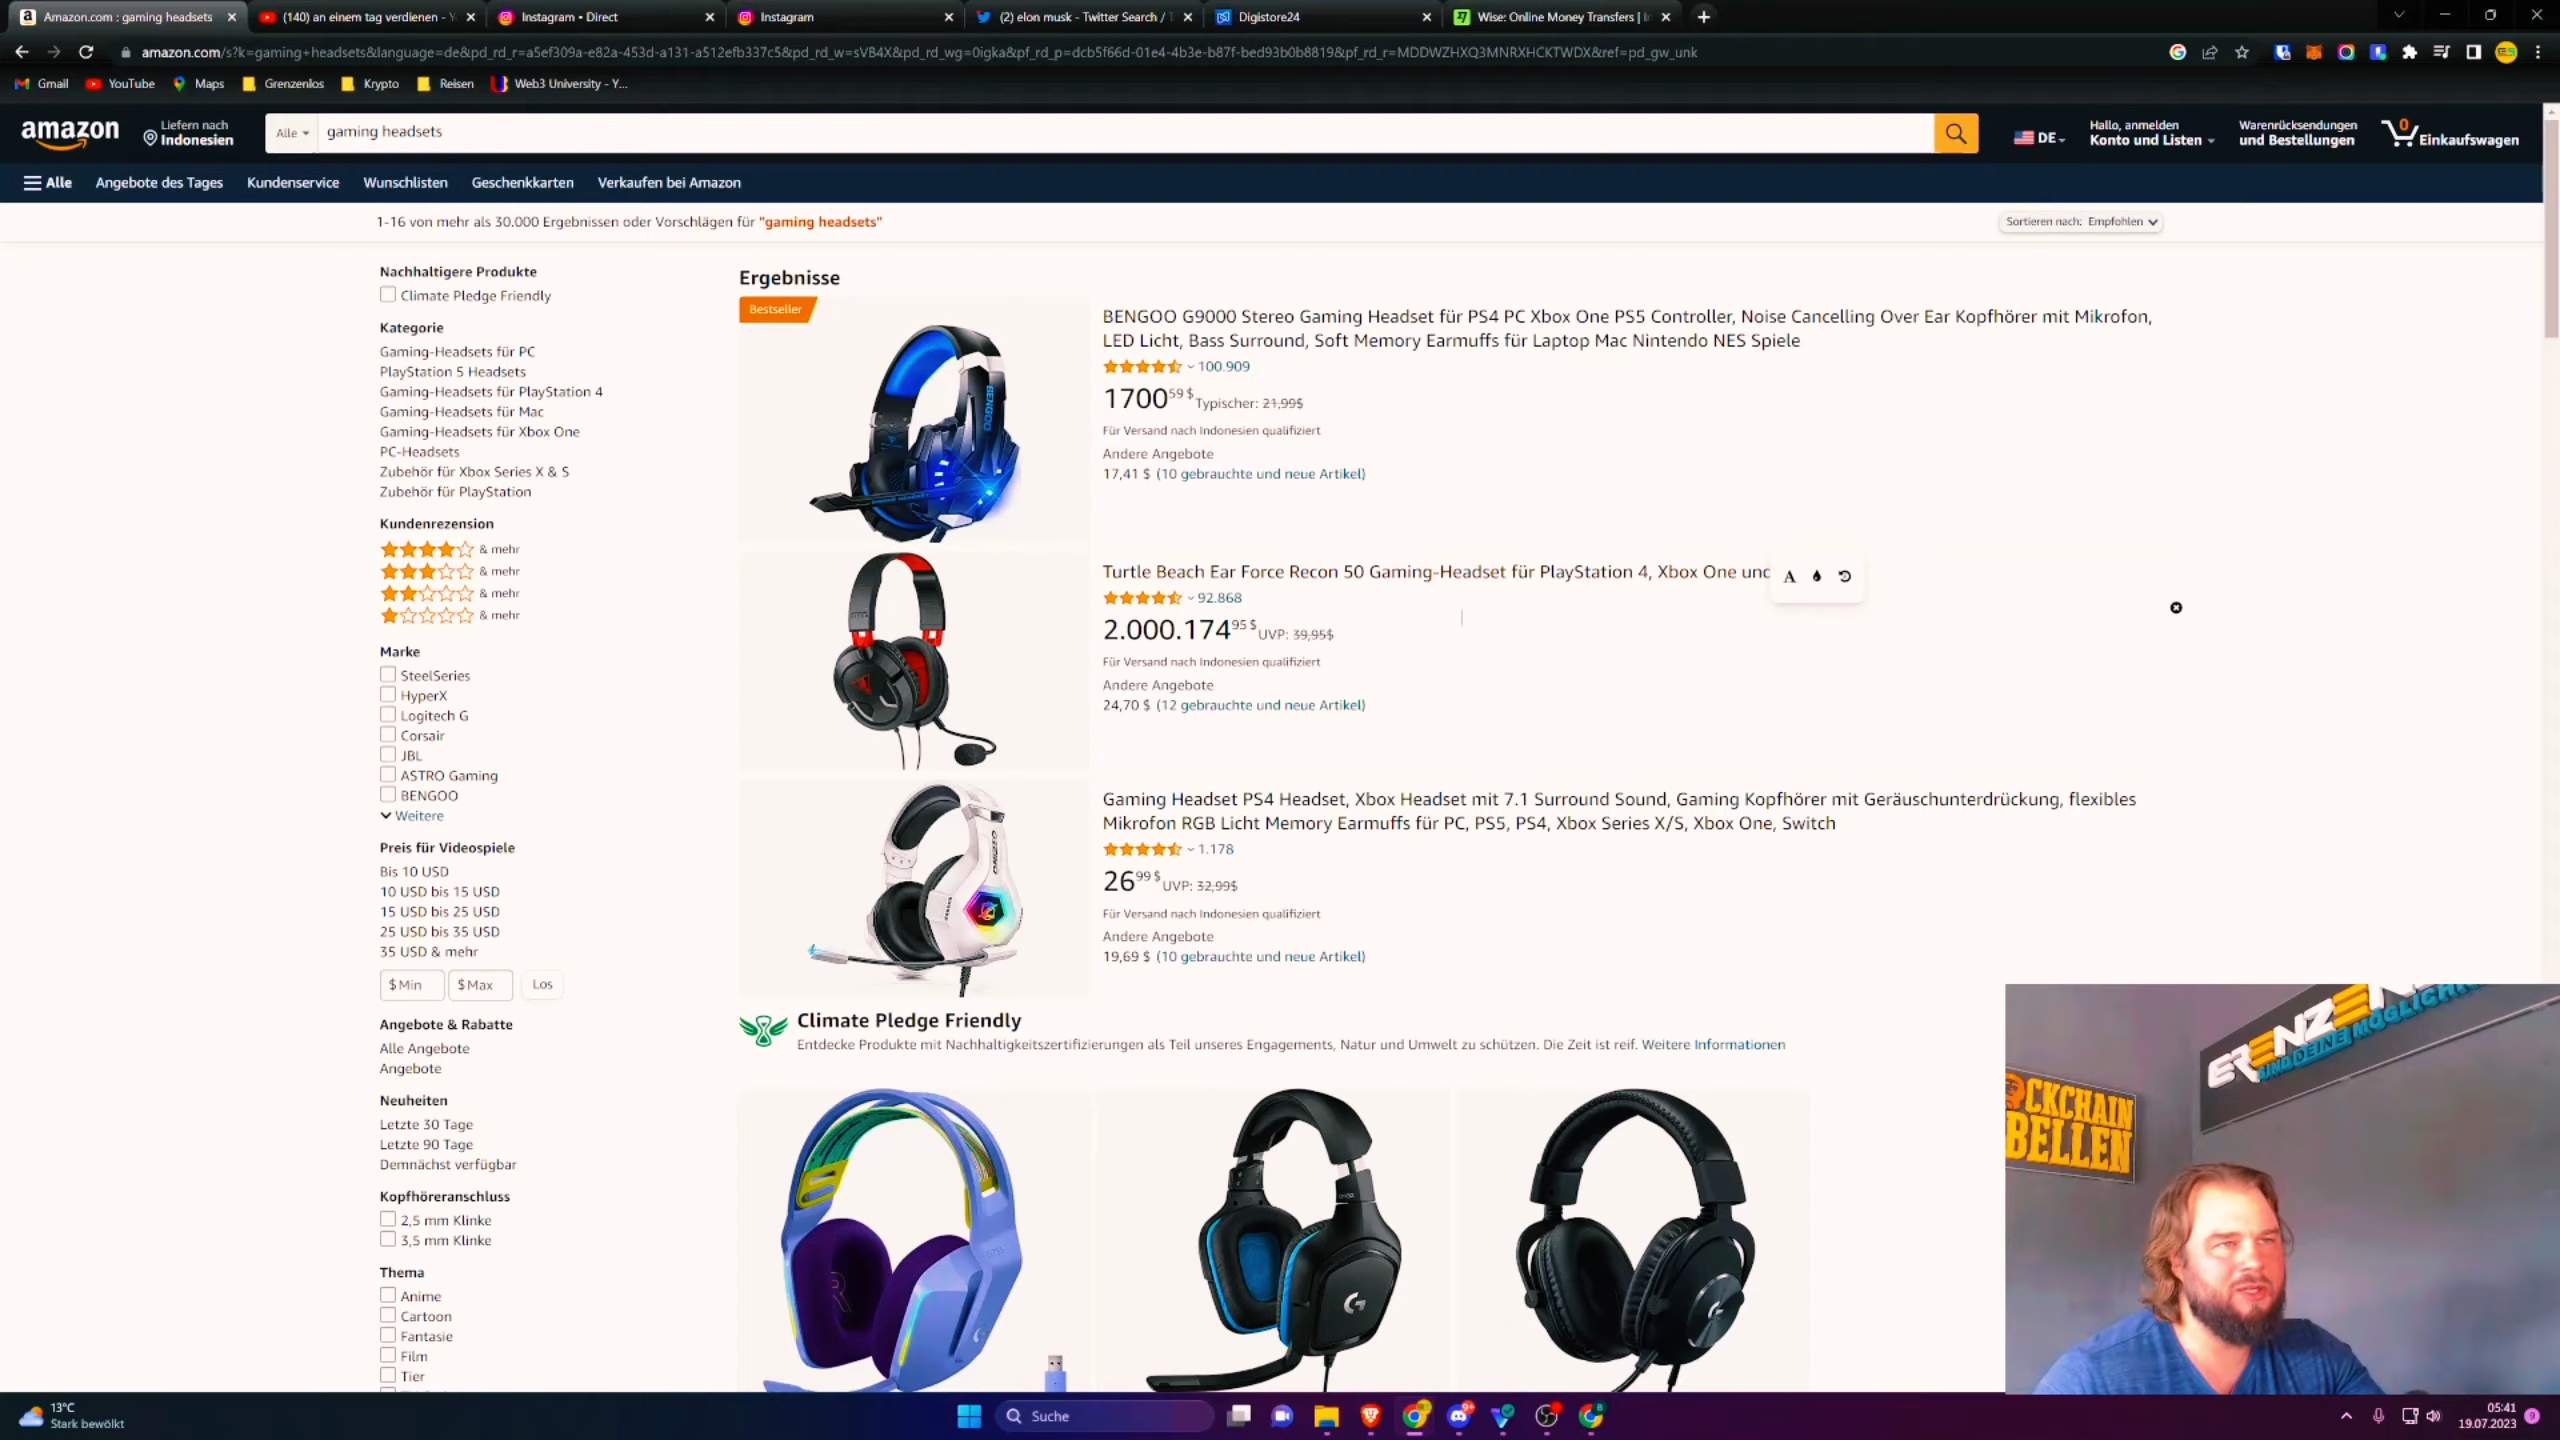 Amazon.com : gaming headsets
(140) an einem tag verdienen - Y
Instagram • Direct
Instagram
(2) elon musk - Twitter Search / T
Digistore24
Wise: Online Money Transfers | In
amazon.com/s?k=gaming+headsets&language=de&pd_rd_r=a5ef309a-e82a-453d-a131-a512efb337c5&pd_rd_w=sVB4X&pd_rd_wg=0igka&pf_rd_p=dcb5f66d-01e4-4b3e-b87f-bed93b0b8819&pf_rd_r=MDDWZHXQ3MNRXHCKTWDX&ref=pd_gw_unk
Gmail YouTube Maps Grenzenlos Krypto Reisen Web3 University - Y...
amazon
Liefern nach
Indonesien
Alle
gaming headsets
DE
Hallo, anmelden
Konto und Listen
Warenrücksendungen
und Bestellungen
0
Einkaufswagen
Alle Angebote des Tages Kundenservice Wunschlisten Geschenkkarten Verkaufen bei Amazon
1-16 von mehr als 30.000 Ergebnissen oder Vorschlägen für "gaming headsets"
Sortieren nach: Empfohlen
Nachhaltigere Produkte
Climate Pledge Friendly
Kategorie
Gaming-Headsets für PC
PlayStation 5 Headsets
Gaming-Headsets für PlayStation 4
Gaming-Headsets für Mac
Gaming-Headsets für Xbox One
PC-Headsets
Zubehör für Xbox Series X & S
Zubehör für PlayStation
Kundenrezension
& mehr
& mehr
& mehr
& mehr
Marke
SteelSeries
HyperX
Logitech G
Corsair
JBL
ASTRO Gaming
BENGOO
Weitere
Preis für Videospiele
Bis 10 USD
10 USD bis 15 USD
15 USD bis 25 USD
25 USD bis 35 USD
35 USD & mehr
$ Min $ Max Los
Angebote & Rabatte
Alle Angebote
Angebote
Neuheiten
Letzte 30 Tage
Letzte 90 Tage
Demnächst verfügbar
Kopfhöreranschluss
2,5 mm Klinke
3,5 mm Klinke
Thema
Anime
Cartoon
Fantasie
Film
Tier
Ergebnisse
Bestseller
BENGOO
BENGOO G9000 Stereo Gaming Headset für PS4 PC Xbox One PS5 Controller, Noise Cancelling Over Ear Kopfhörer mit Mikrofon,
LED Licht, Bass Surround, Soft Memory Earmuffs für Laptop Mac Nintendo NES Spiele
100.909
1700 59 $ Typischer: 21,99$
Für Versand nach Indonesien qualifiziert
Andere Angebote
17,41 $ (10 gebrauchte und neue Artikel)
Turtle Beach Ear Force Recon 50 Gaming-Headset für PlayStation 4, Xbox One und
A
92.868
2.000.174 95 $ UVP: 39,95$
Für Versand nach Indonesien qualifiziert
Andere Angebote
24,70 $ (12 gebrauchte und neue Artikel)
Gaming Headset PS4 Headset, Xbox Headset mit 7.1 Surround Sound, Gaming Kopfhörer mit Geräuschunterdrückung, flexibles
Mikrofon RGB Licht Memory Earmuffs für PC, PS5, PS4, Xbox Series X/S, Xbox One, Switch
1.178
26 99 $ UVP: 32,99$
Für Versand nach Indonesien qualifiziert
Andere Angebote
19,69 $ (10 gebrauchte und neue Artikel)
Climate Pledge Friendly
Entdecke Produkte mit Nachhaltigkeitszertifizierungen als Teil unseres Engagements, Natur und Umwelt zu schützen. Die Zeit ist reif. Weitere Informationen
SIND DEINE MÖGLICHK
CKCHAIN
BELLEN
13°C
Stark bewölkt
Suche
9+
05:41
19.07.2023
9